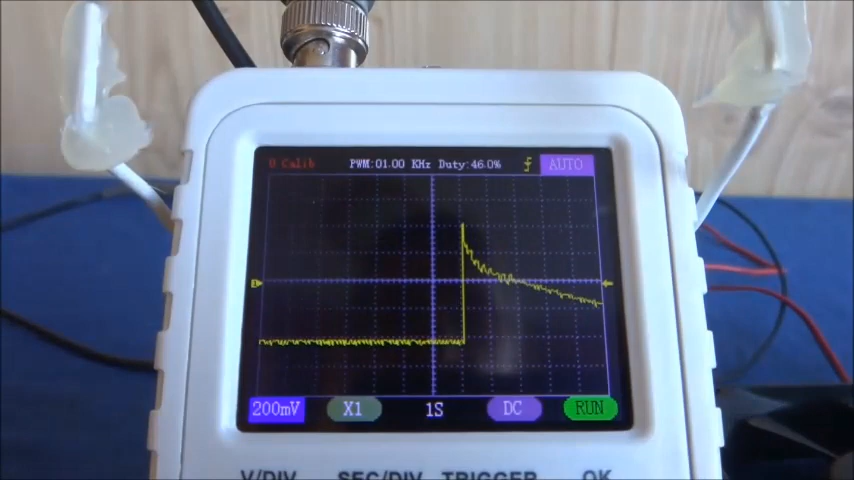 0 Calib PWM:01.00 KHz Duty:46.0% AUTO
200mV X1 1S DC RUN
V/DIV SEC/DIV TRIGGER OK